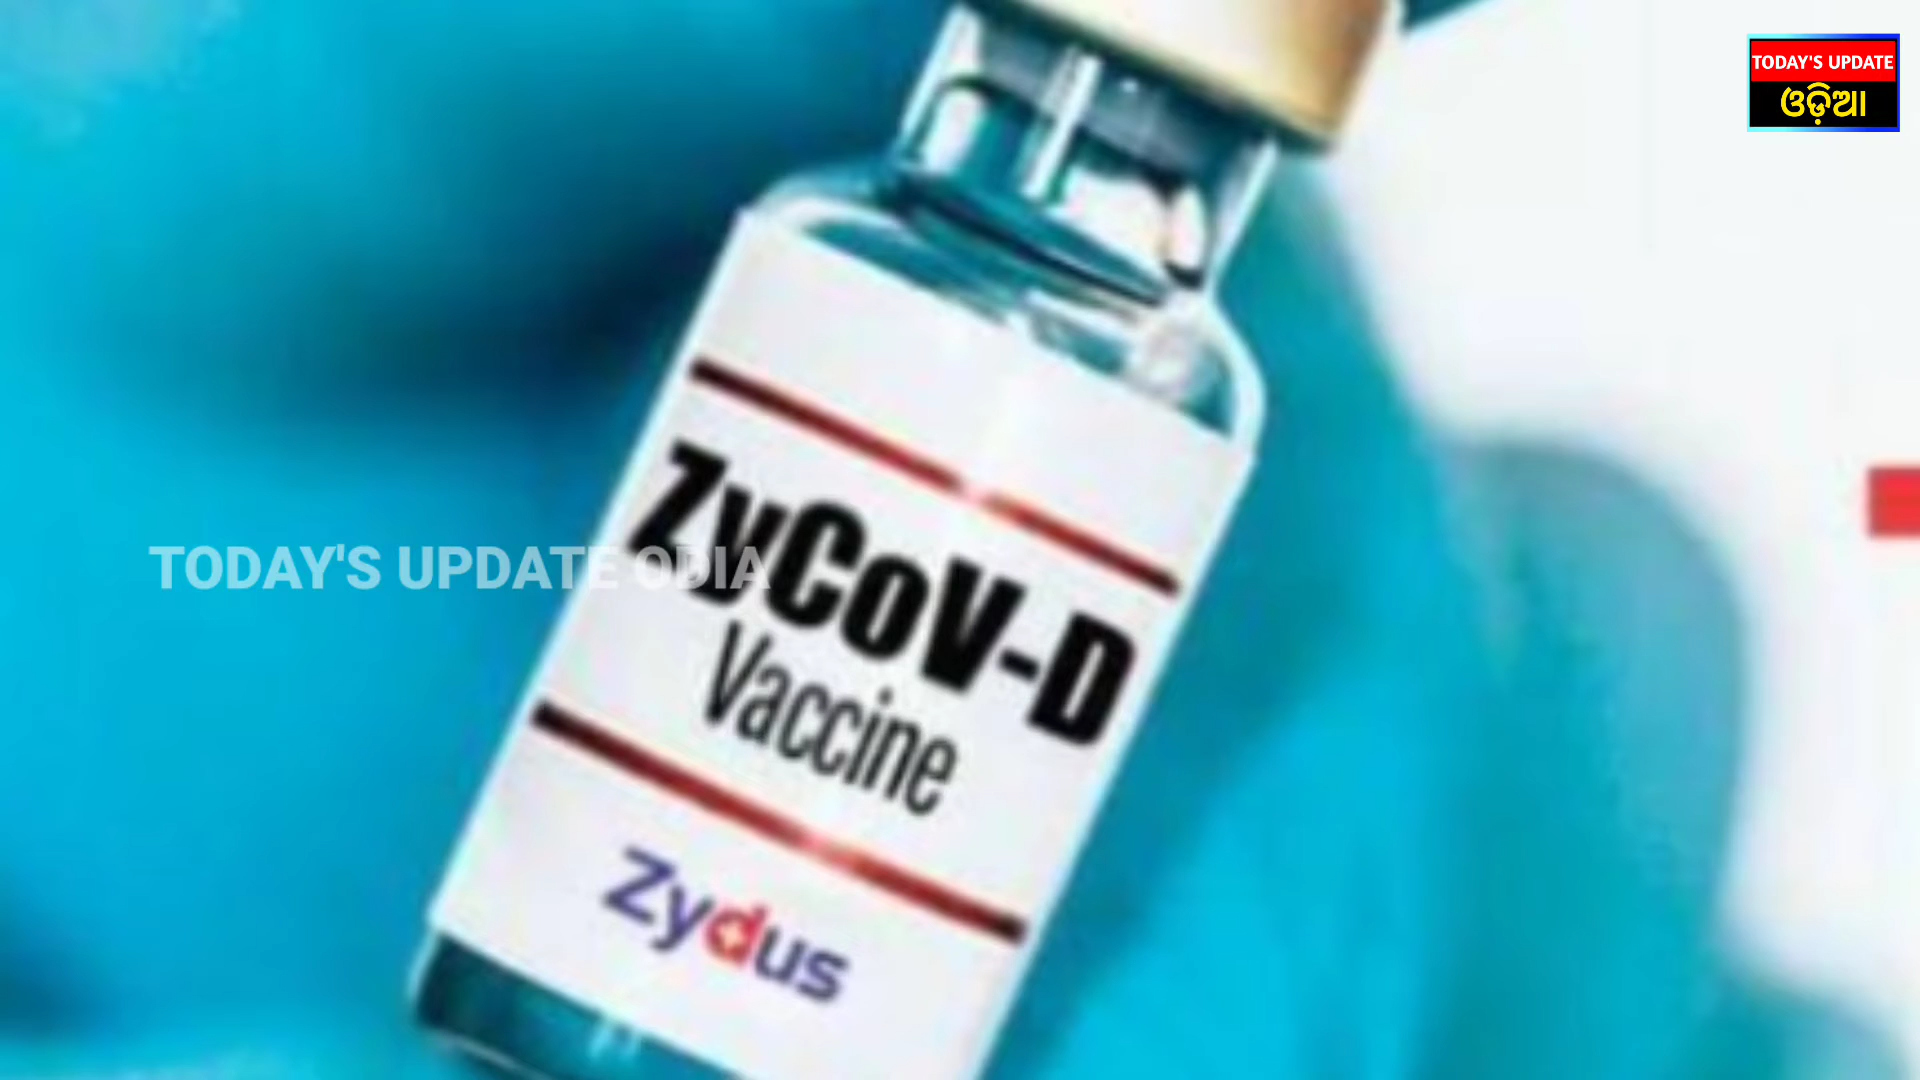 TODAY'S UPDATE
ଓଡ଼ିଆ
ZyCoV-D
TODAY'S UPDATE ODIA
Vaccine
Zydus